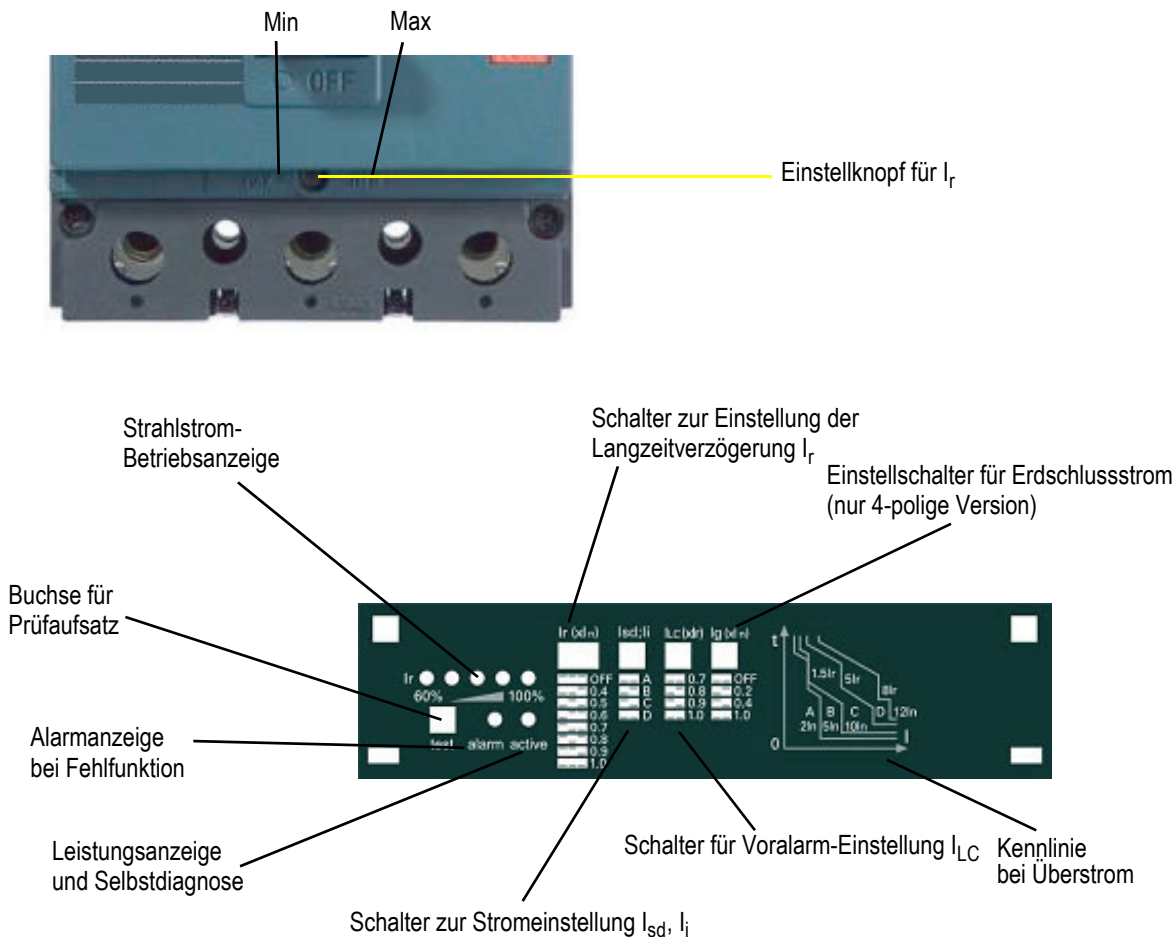 Min
Max
OFF
Einstellknopf für Ir
Strahlstrom-
Betriebsanzeige
Schalter zur Einstellung der
Langzeitverzögerung Ir
Einstellschalter für Erdschlussstrom
(nur 4-polige Version)
Buchse für
Prüfaufsatz
Alarmanzeige
bei Fehlfunktion
Leistungsanzeige
und Selbstdiagnose
Ir (xIn)
Isd;Ii
ILc(xIr)
Ig(xIn)
Ir
60%
100%
test
alarm
active
OFF
0.4
0.5
0.6
0.7
0.8
0.9
1.0
A
B
C
D
0.7
0.8
0.9
1.0
OFF
0.2
0.4
1.0
t
1.5Ir
5Ir
8Ir
A
B
C
D
12In
2In
5In
10In
0
I
Schalter für Voralarm-Einstellung ILC
Kennlinie
bei Überstrom
Schalter zur Stromeinstellung Isd, Ii